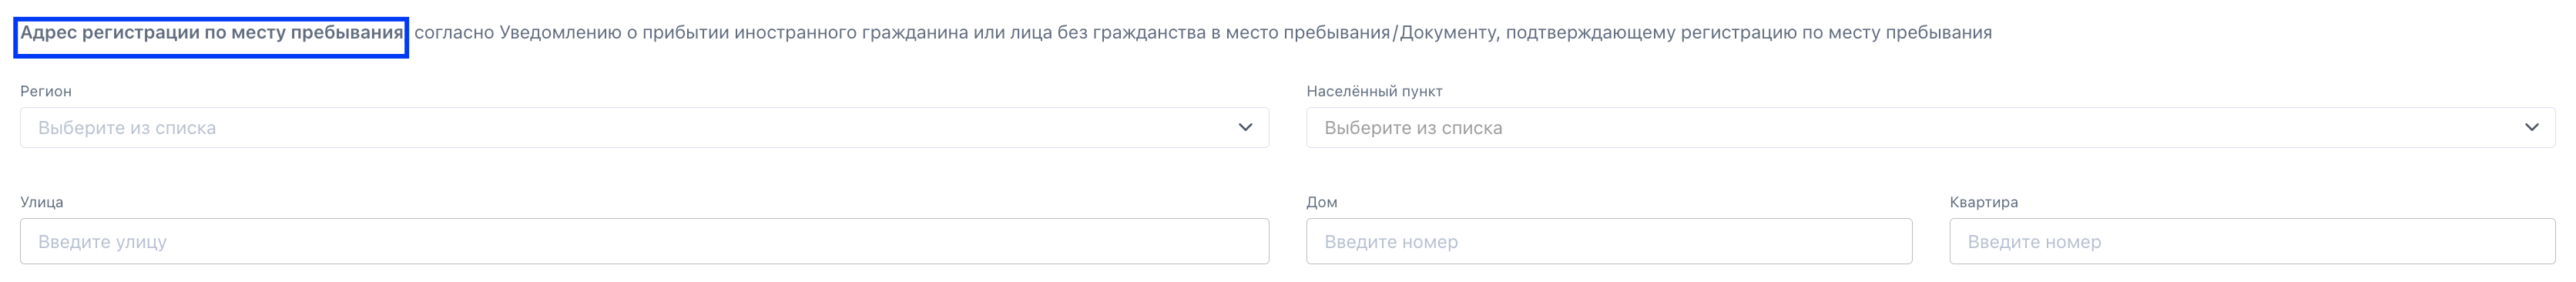 Адрес регистрации по месту пребывания согласно Уведомлению о прибытии иностранного гражданина или лица без гражданства в место пребывания/Документу, подтверждающему регистрацию по месту пребывания
Регион
Населённый пункт
Выберите из списка
Выберите из списка
Улица
Дом
Квартира
Введите улицу
Введите номер
Введите номер